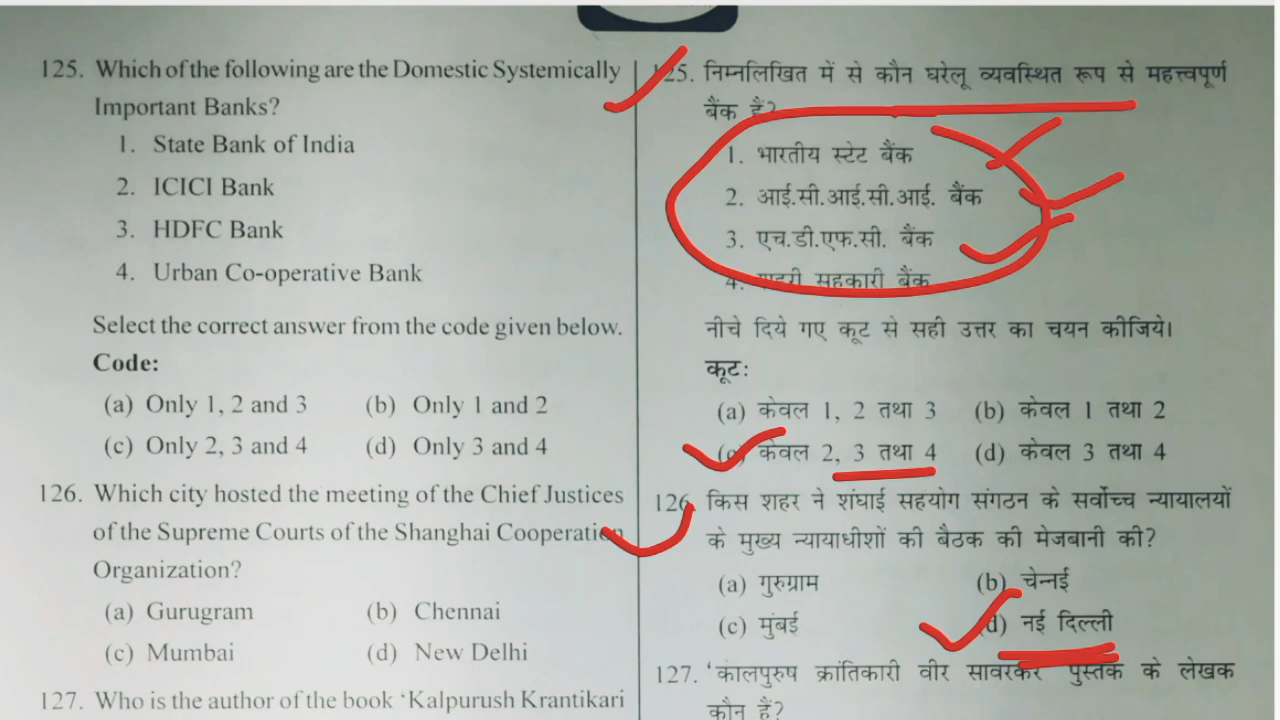 125. Which of the following are the Domestic Systemically
Important Banks?
1. State Bank of India
2. ICICI Bank
3. HDFC Bank
4. Urban Co-operative Bank
Select the correct answer from the code given below.
Code:
(a) Only 1, 2 and 3 (b) Only 1 and 2
(c) Only 2, 3 and 4 (d) Only 3 and 4
126. Which city hosted the meeting of the Chief Justices
of the Supreme Courts of the Shanghai Cooperation
Organization?
(a) Gurugram (b) Chennai
(c) Mumbai (d) New Delhi
127. Who is the author of the book ‘Kalpurush Krantikari
125. निम्नलिखित में से कौन घरेलू व्यवस्थित रूप से महत्त्वपूर्ण
बैंक हैं?
1. भारतीय स्टेट बैंक
2. आई.सी.आई.सी.आई. बैंक
3. एच.डी.एफ.सी. बैंक
4. शहरी सहकारी बैंक
नीचे दिये गए कूट से सही उत्तर का चयन कीजिये।
कूटः
(a) केवल 1, 2 तथा 3 (b) केवल 1 तथा 2
(c) केवल 2, 3 तथा 4 (d) केवल 3 तथा 4
126. किस शहर ने शंघाई सहयोग संगठन के सर्वोच्च न्यायालयों
के मुख्य न्यायाधीशों की बैठक की मेजबानी की?
(a) गुरुग्राम (b) चेन्नई
(c) मुंबई (d) नई दिल्ली
127. ‘कालपुरुष क्रांतिकारी वीर सावरकर पुस्तक के लेखक
कौन हैं?